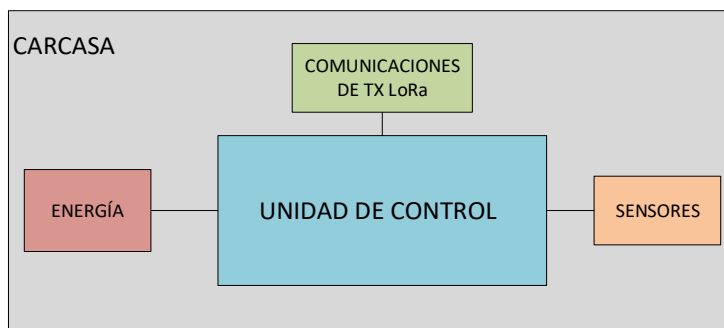 CARCASA
COMUNICACIONES
DE TX LoRa
ENERGÍA
UNIDAD DE CONTROL
SENSORES